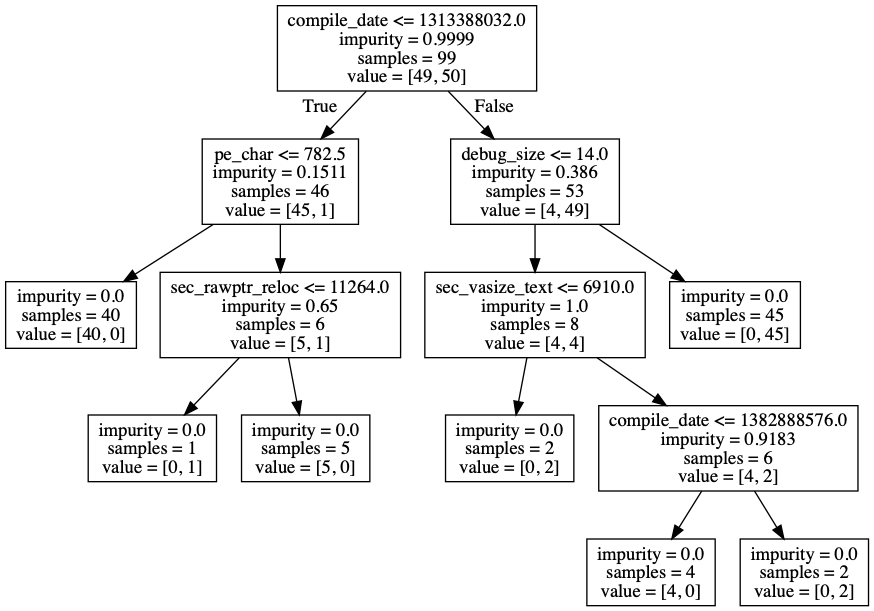 compile_date <= 1313388032.0
impurity = 0.9999
samples = 99
value = [49, 50]
True
False
pe_char <= 782.5
impurity = 0.1511
samples = 46
value = [45, 1]
debug_size <= 14.0
impurity = 0.386
samples = 53
value = [4, 49]
impurity = 0.0
samples = 40
value = [40, 0]
sec_rawptr_reloc <= 11264.0
impurity = 0.65
samples = 6
value = [5, 1]
sec_vasize_text <= 6910.0
impurity = 1.0
samples = 8
value = [4, 4]
impurity = 0.0
samples = 45
value = [0, 45]
impurity = 0.0
samples = 1
value = [0, 1]
impurity = 0.0
samples = 5
value = [5, 0]
impurity = 0.0
samples = 2
value = [0, 2]
compile_date <= 1382888576.0
impurity = 0.9183
samples = 6
value = [4, 2]
impurity = 0.0
samples = 4
value = [4, 0]
impurity = 0.0
samples = 2
value = [0, 2]